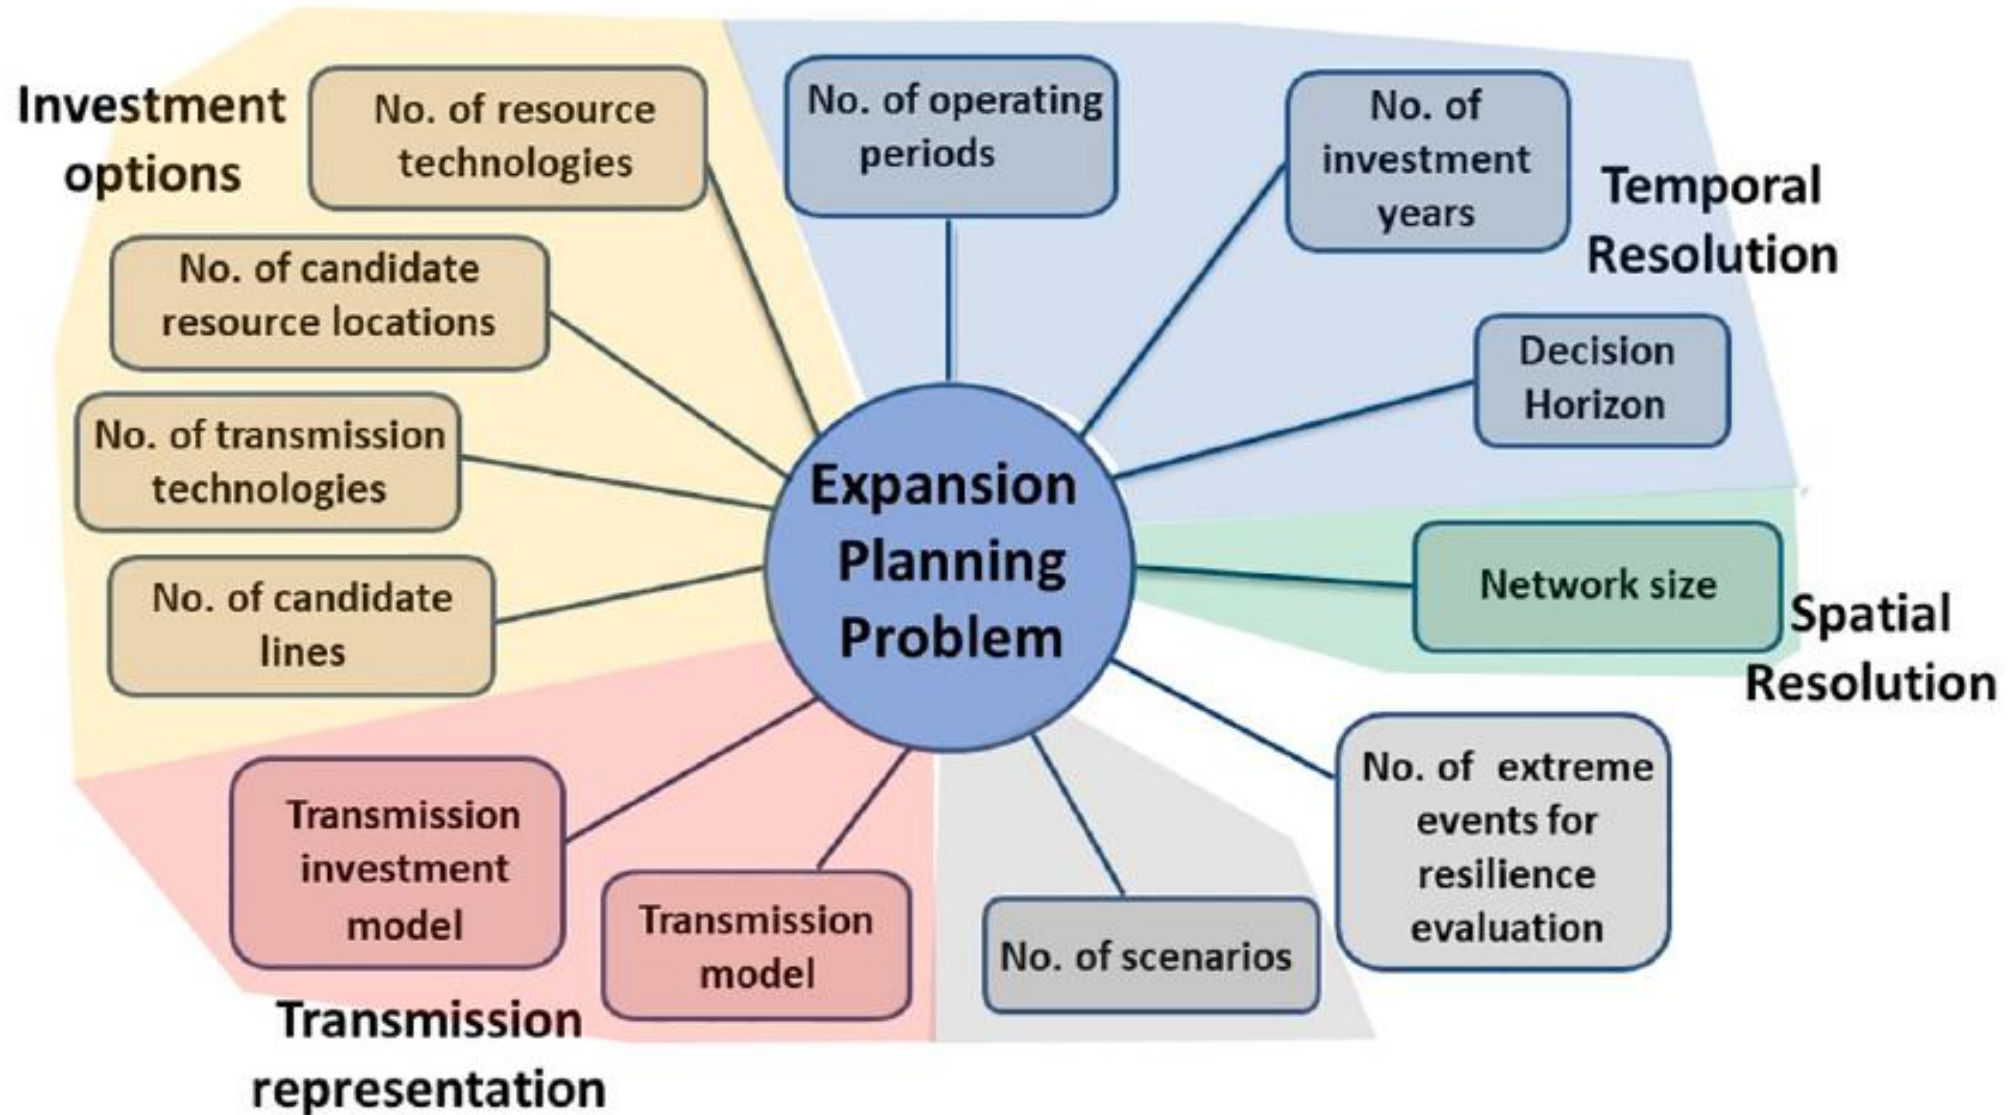 Investment
options
No. of resource
technologies
No. of candidate
resource locations
No. of transmission
technologies
No. of candidate
lines
No. of operating
periods
No. of
investment
years
Temporal
Resolution
Decision
Horizon
Expansion
Planning
Problem
Network size
Spatial
Resolution
No. of extreme
events for
resilience
evaluation
No. of scenarios
Transmission
investment
model
Transmission
model
Transmission
representation